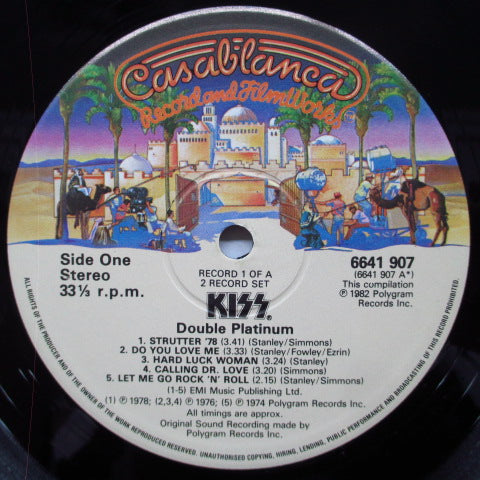 Casablanca
Record and FilmWorks
Side One
Stereo
33⅓ r.p.m.
RECORD 1 OF A
2 RECORD SET
6641 907
(6641 907 A*)
This compilation
℗ 1982 Polygram
Records Inc.
KISS
Double Platinum
1. STRUTTER '78 (3.41) (Stanley/Simmons)
2. DO YOU LOVE ME (3.33) (Stanley/Fowley/Ezrin)
3. HARD LUCK WOMAN (3.24) (Stanley)
4. CALLING DR. LOVE (3.20) (Simmons)
5. LET ME GO ROCK 'N' ROLL (2.15) (Stanley/Simmons)
(1-5) EMI Music Publishing Ltd.
(1) ℗ 1978; (2,3,4) ℗ 1976; (5) ℗ 1974 Polygram Records Inc.
All timings are approx.
Original Sound Recording made by
Polygram Records Inc.
ALL RIGHTS OF THE PRODUCER AND OF THE OWNER OF THE WORK REPRODUCED RESERVED. UNAUTHORISED COPYING, HIRING, LENDING, PUBLIC PERFORMANCE AND BROADCASTING OF THIS RECORD PROHIBITED.